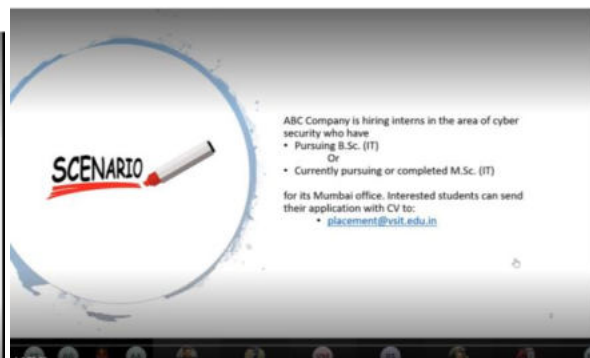 SCENARIO
ABC Company is hiring interns in the area of cyber
security who have
• Pursuing B.Sc. (IT)
Or
• Currently pursuing or completed M.Sc. (IT)
for its Mumbai office. Interested students can send
their application with CV to:
• placement@vsit.edu.in